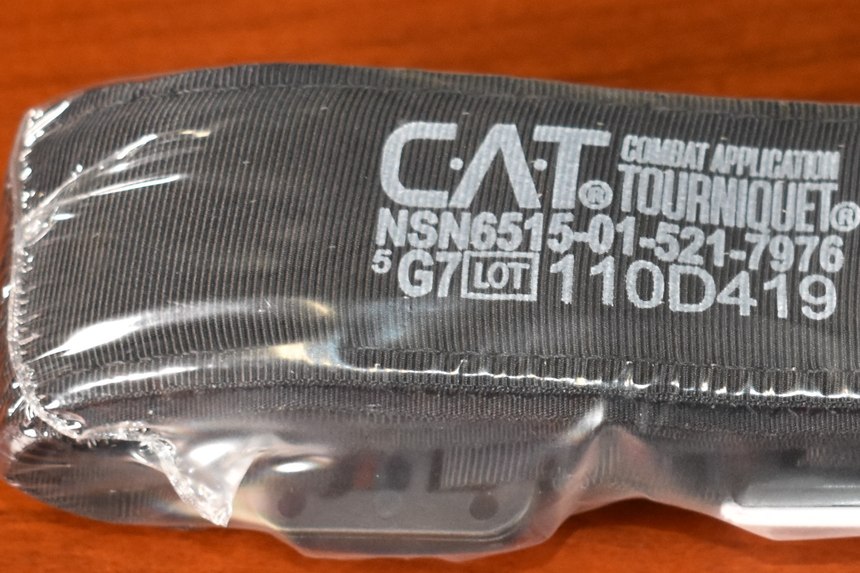 C·A·T.® COMBAT APPLICATION
TOURNIQUET®
NSN6515-01-521-7976
5 G7 LOT 110D419